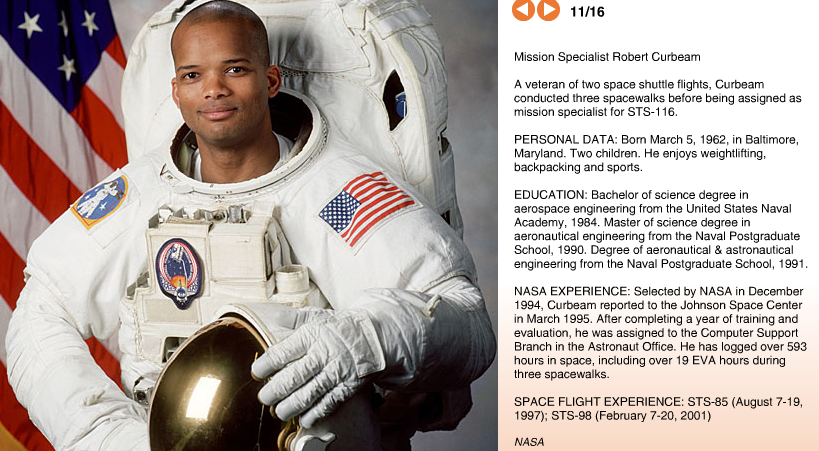 11/16
Mission Specialist Robert Curbeam
A veteran of two space shuttle flights, Curbeam
conducted three spacewalks before being assigned as
mission specialist for STS-116.
PERSONAL DATA: Born March 5, 1962, in Baltimore,
Maryland. Two children. He enjoys weightlifting,
backpacking and sports.
EDUCATION: Bachelor of science degree in
aerospace engineering from the United States Naval
Academy, 1984. Master of science degree in
aeronautical engineering from the Naval Postgraduate
School, 1990. Degree of aeronautical & astronautical
engineering from the Naval Postgraduate School, 1991.
NASA EXPERIENCE: Selected by NASA in December
1994, Curbeam reported to the Johnson Space Center
in March 1995. After completing a year of training and
evaluation, he was assigned to the Computer Support
Branch in the Astronaut Office. He has logged over 593
hours in space, including over 19 EVA hours during
three spacewalks.
SPACE FLIGHT EXPERIENCE: STS-85 (August 7-19,
1997); STS-98 (February 7-20, 2001)
NASA